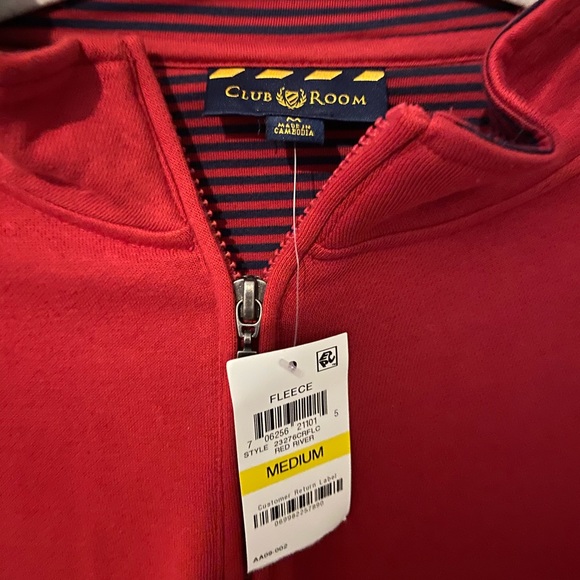 CLUB ROOM
M
MADE IN
CAMBODIA
FLEECE
7 06256 21101 5
STYLE 23276CRFLC
RED RIVER
MEDIUM
Customer Return Label
069982257890
AA09-002